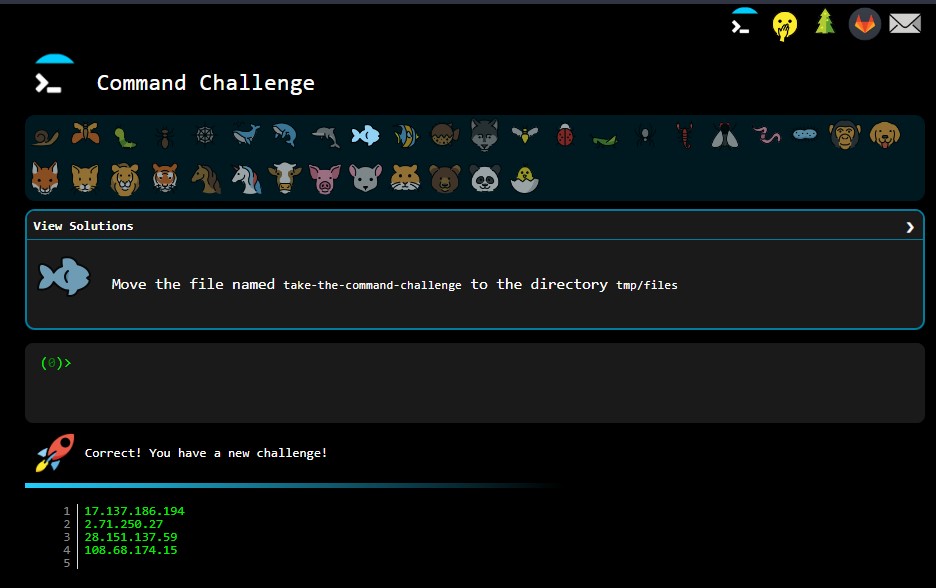 Command Challenge
View Solutions
Move the file named take-the-command-challenge to the directory tmp/files
(0)>
Correct! You have a new challenge!
1 17.137.186.194
2 2.71.250.27
3 28.151.137.59
4 108.68.174.15
5